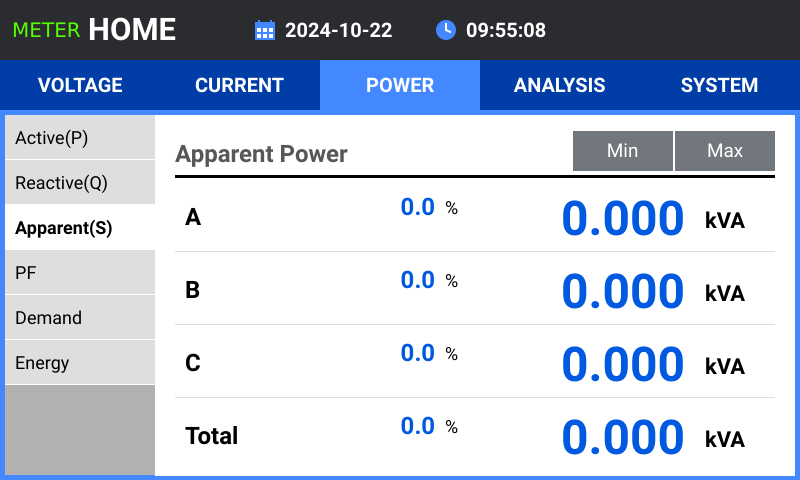 METER HOME 2024-10-22 09:55:08
VOLTAGE CURRENT POWER ANALYSIS SYSTEM
Active(P)
Reactive(Q)
Apparent(S)
PF
Demand
Energy
Apparent Power Min Max
A 0.0 % 0.000 kVA
B 0.0 % 0.000 kVA
C 0.0 % 0.000 kVA
Total 0.0 % 0.000 kVA